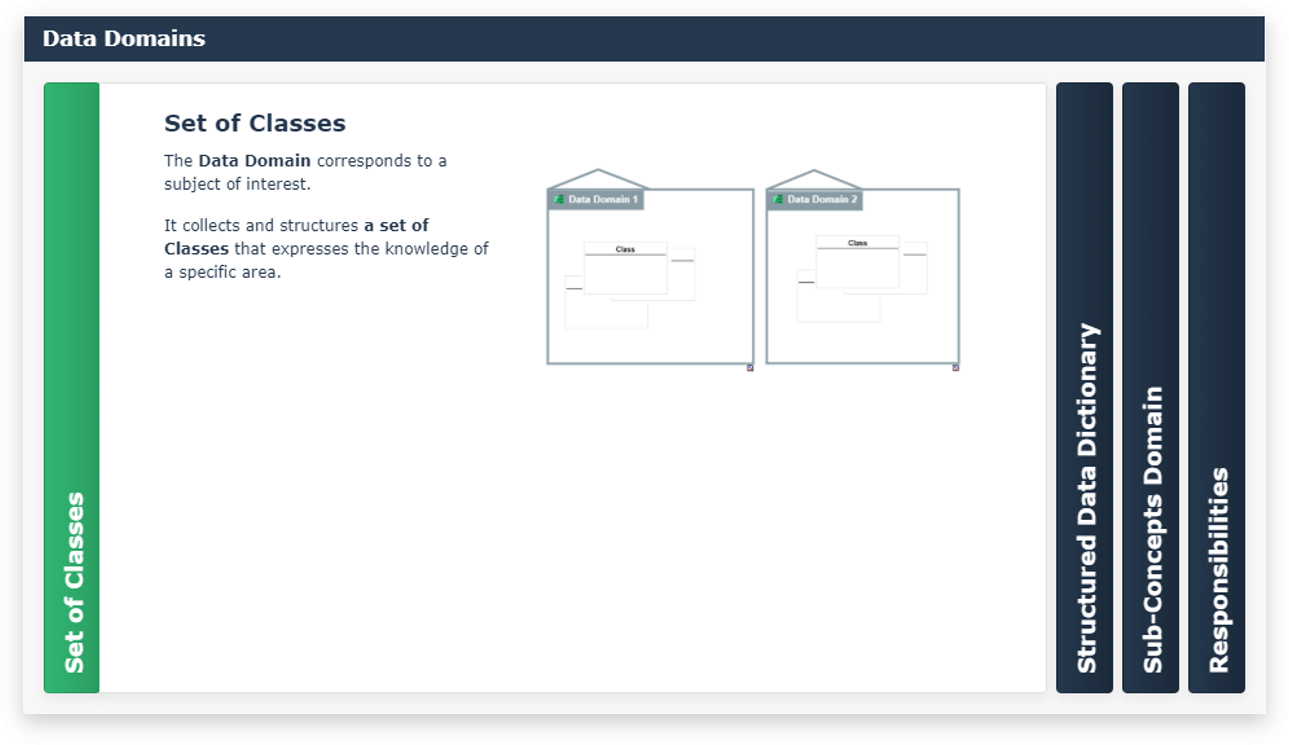 Data Domains
Set of Classes
Set of Classes
The Data Domain corresponds to a
subject of interest.
It collects and structures a set of
Classes that expresses the knowledge of
a specific area.
Data Domain 1
Class
Data Domain 2
Class
Structured Data Dictionary
Sub-Concepts Domain
Responsibilities